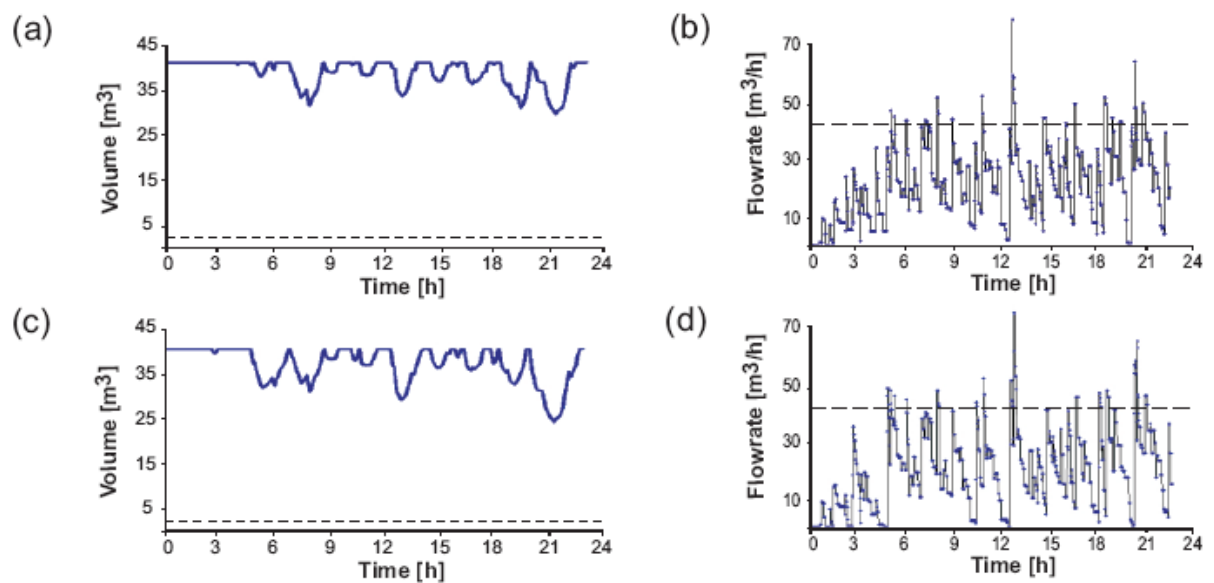 (a)
45
35
25
15
5
Volume [m³]
0 3 6 9 12 13 18 21 24
Time [h]
(b)
70
50
30
10
Flowrate [m³/h]
0 3 6 9 12 15 18 21 24
Time [h]
(c)
45
35
25
15
5
Volume [m³]
0 3 6 9 12 15 18 21 24
Time [h]
(d)
70
50
30
10
Flowrate [m³/h]
0 3 6 9 12 15 18 21 24
Time [h]